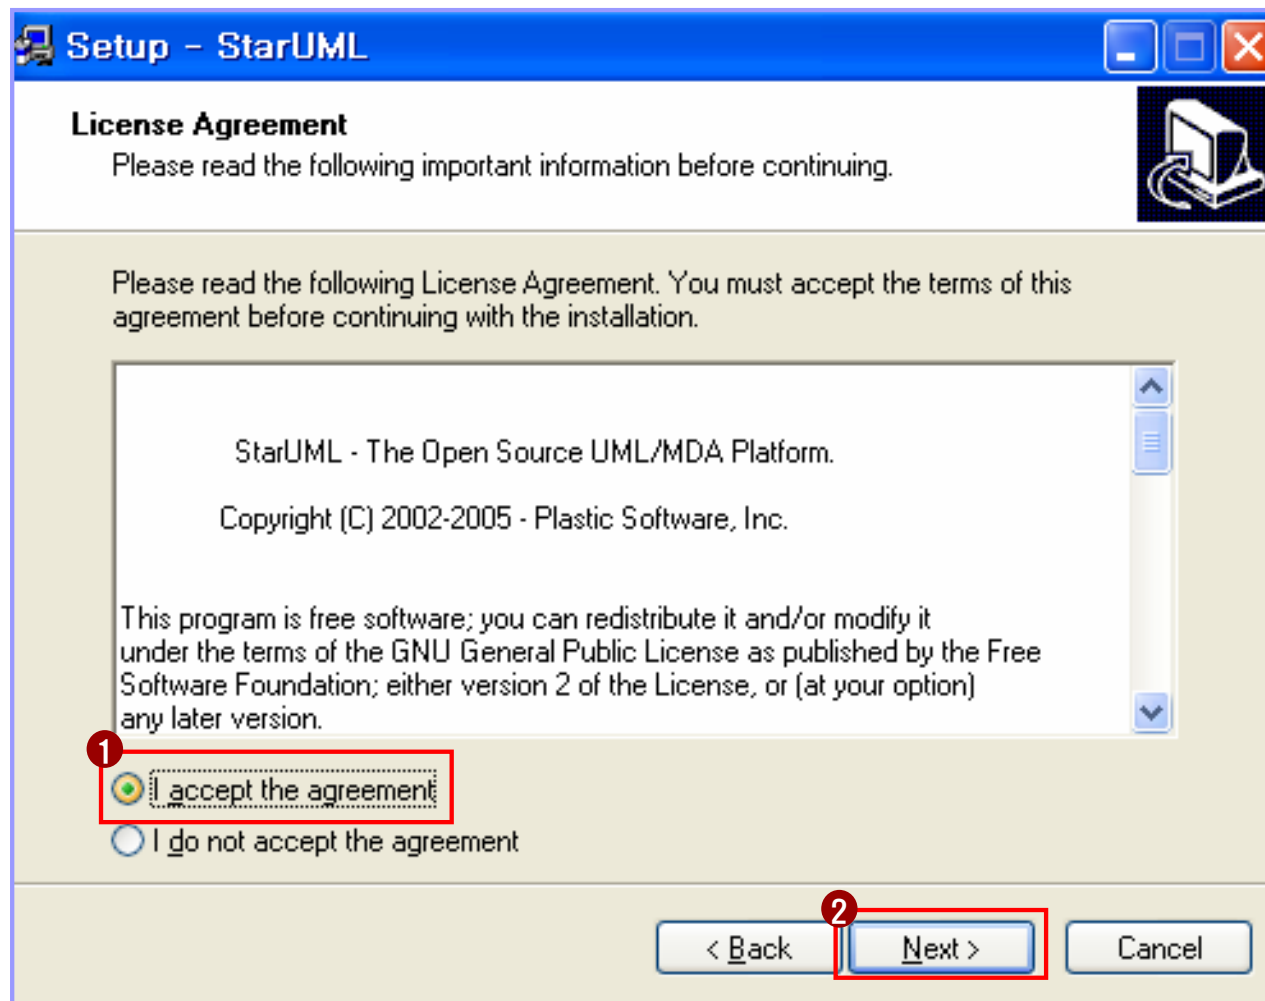 Setup - StarUML
License Agreement
Please read the following important information before continuing.
Please read the following License Agreement. You must accept the terms of this
agreement before continuing with the installation.
StarUML - The Open Source UML/MDA Platform.
Copyright (C) 2002-2005 - Plastic Software, Inc.
This program is free software; you can redistribute it and/or modify it
under the terms of the GNU General Public License as published by the Free
Software Foundation; either version 2 of the License, or (at your option)
any later version.
1
I accept the agreement
I do not accept the agreement
2
< Back
Next >
Cancel